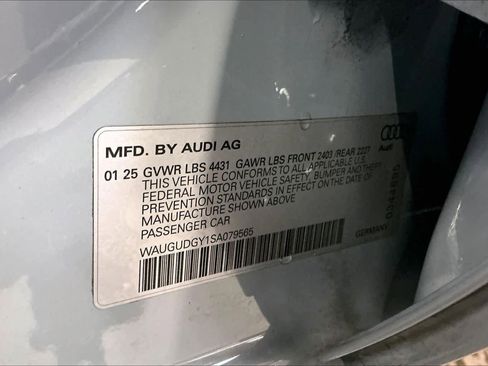 MFD. BY AUDI AG
01 25 GVWR LBS 4431 GAWR LBS FRONT 2403 /REAR 2227
THIS VEHICLE CONFORMS TO ALL APPLICABLE U.S.
FEDERAL MOTOR VEHICLE SAFETY, BUMPER AND THEFT
PREVENTION STANDARDS IN EFFECT ON THE DATE OF
MANUFACTURE SHOWN ABOVE
PASSENGER CAR
WAUGUDGY1SA079565
Audi
GERMANY